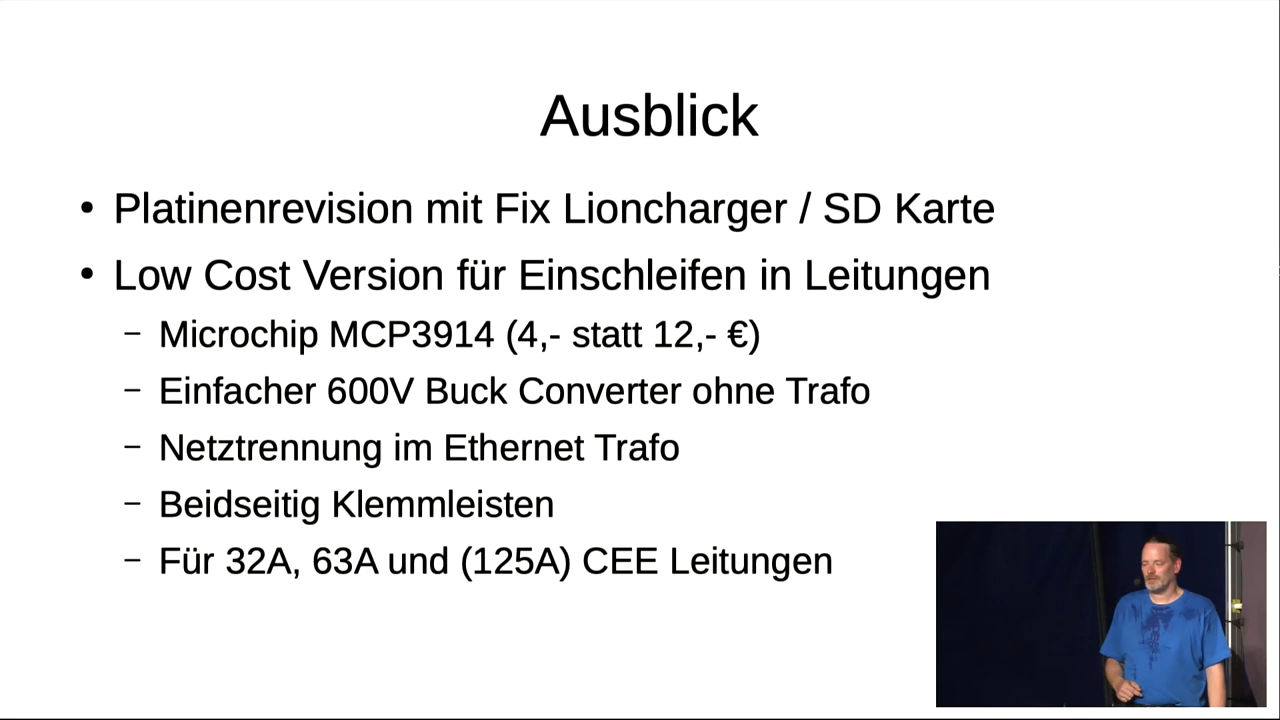 Ausblick
• Platinenrevision mit Fix Lioncharger / SD Karte
• Low Cost Version für Einschleifen in Leitungen
– Microchip MCP3914 (4,- statt 12,- €)
– Einfacher 600V Buck Converter ohne Trafo
– Netztrennung im Ethernet Trafo
– Beidseitig Klemmleisten
– Für 32A, 63A und (125A) CEE Leitungen